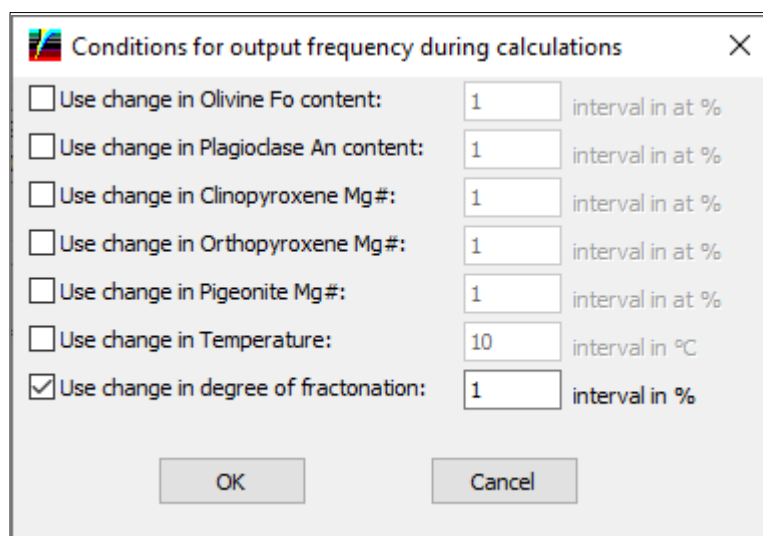 Conditions for output frequency during calculations
Use change in Olivine Fo content: 1 interval in at %
Use change in Plagioclase An content: 1 interval in at %
Use change in Clinopyroxene Mg#: 1 interval in at %
Use change in Orthopyroxene Mg#: 1 interval in at %
Use change in Pigeonite Mg#: 1 interval in at %
Use change in Temperature: 10 interval in ºC
Use change in degree of fractonation: 1 interval in %
OK Cancel